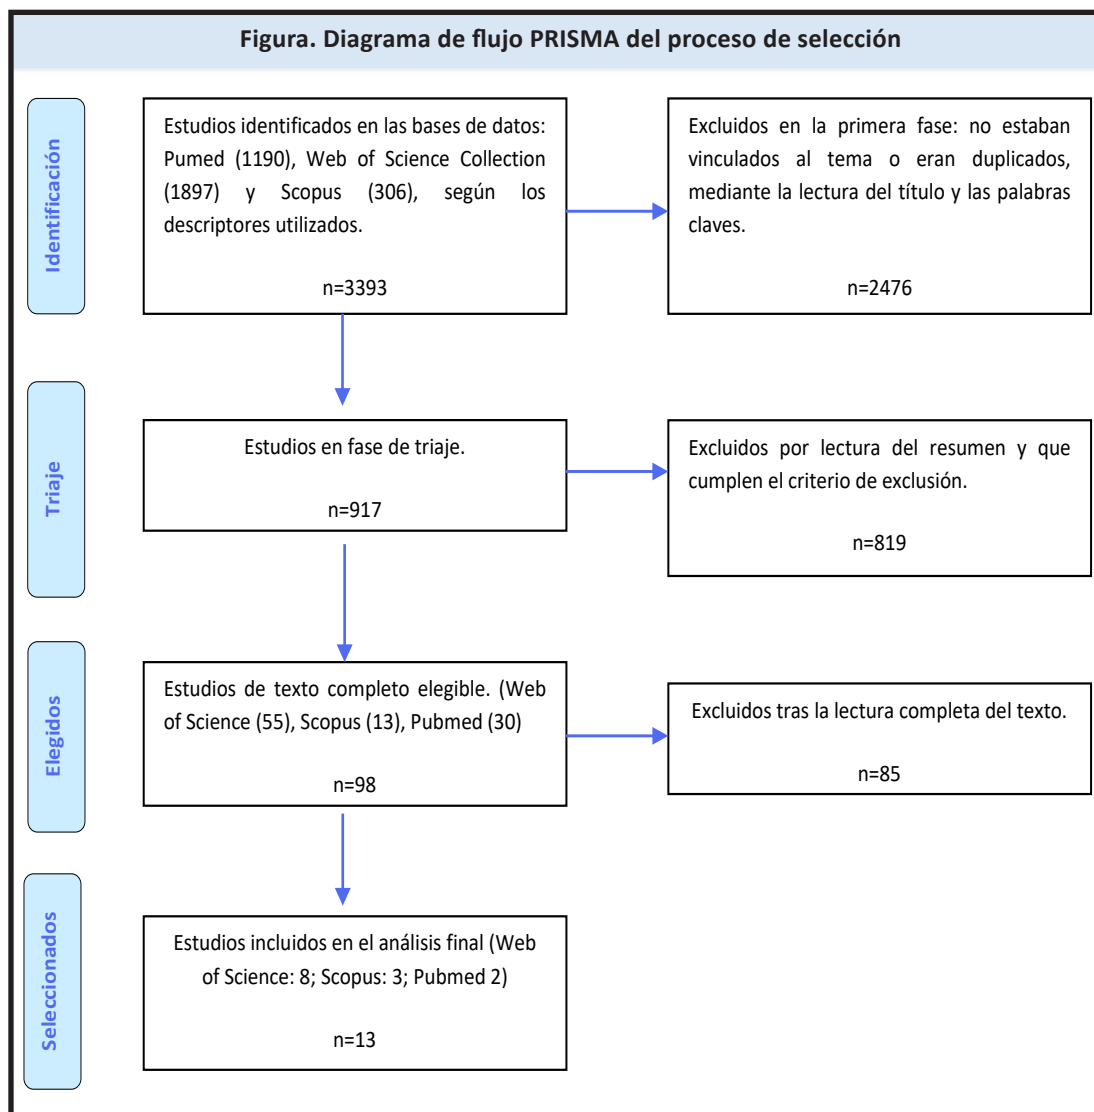 Figura. Diagrama de flujo PRISMA del proceso de selección
Identificación
Estudios identificados en las bases de datos:
Pumed (1190), Web of Science Collection
(1897) y Scopus (306), según los
descriptores utilizados.
n=3393
Excluidos en la primera fase: no estaban
vinculados al tema o eran duplicados,
mediante la lectura del título y las palabras
claves.
n=2476
Triaje
Estudios en fase de triaje.
n=917
Excluidos por lectura del resumen y que
cumplen el criterio de exclusión.
n=819
Elegidos
Estudios de texto completo elegible. (Web
of Science (55), Scopus (13), Pubmed (30)
n=98
Excluidos tras la lectura completa del texto.
n=85
Seleccionados
Estudios incluidos en el análisis final (Web
of Science: 8; Scopus: 3; Pubmed 2)
n=13